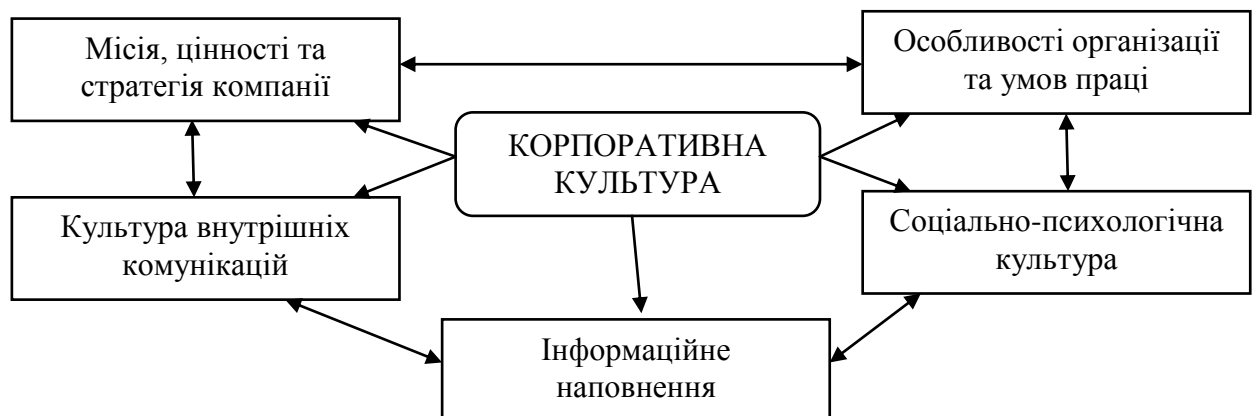 Місія, цінності та
стратегія компанії
Особливості організації
та умов праці
КОРПОРАТИВНА
КУЛЬТУРА
Культура внутрішніх
комунікацій
Соціально-психологічна
культура
Інформаційне
наповнення